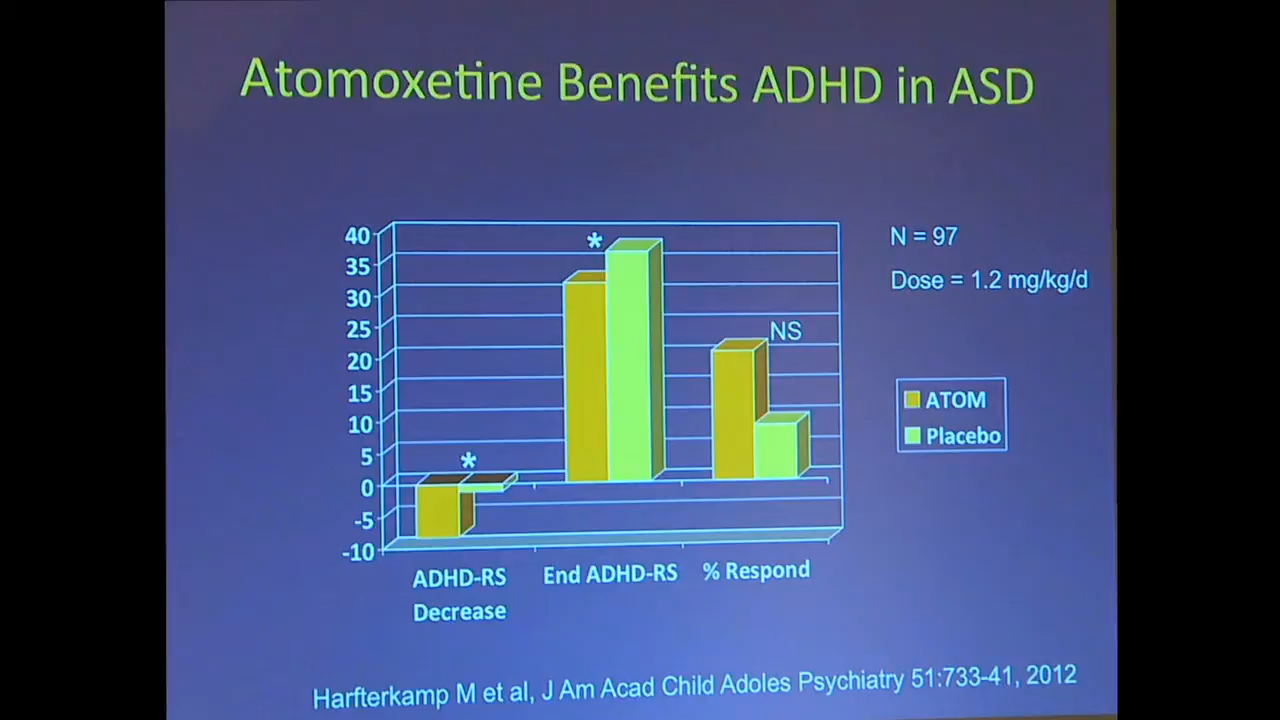 Atomoxetine Benefits ADHD in ASD
N = 97
Dose = 1.2 mg/kg/d
40
35
30
25
20
15
10
5
0
-5
-10
*
*
NS
ATOM
Placebo
ADHD-RS
Decrease
End ADHD-RS
% Respond
Harfterkamp M et al, J Am Acad Child Adoles Psychiatry 51:733-41, 2012